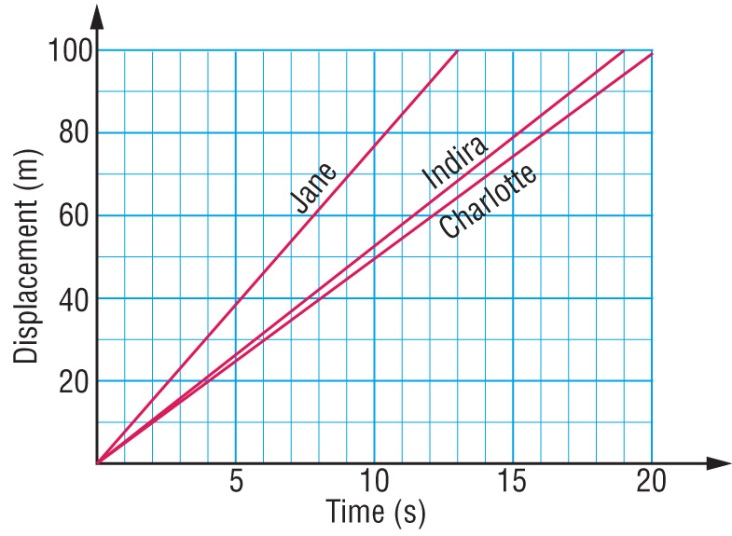 100
80
60
40
20
Displacement (m)
Jane
Indira
Charlotte
5 10 15 20
Time (s)